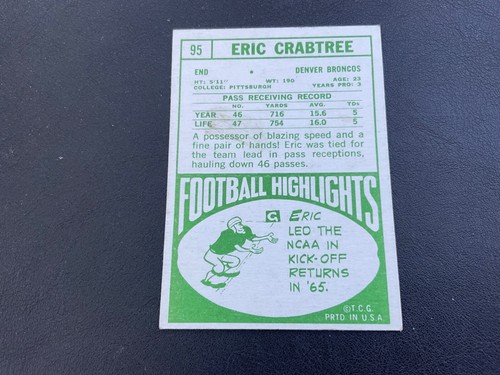 95 ERIC CRABTREE
END * DENVER BRONCOS
HT: 5'11" WT: 190 AGE: 23
COLLEGE: PITTSBURGH YEARS PRO: 3
PASS RECEIVING RECORD
NO. YARDS AVG. TDs
YEAR 46 716 15.6 5
LIFE 47 754 16.0 5
A possessor of blazing speed and a
fine pair of hands! Eric was tied for
the team lead in pass receptions,
hauling down 46 passes.
FOOTBALL HIGHLIGHTS
G ERIC
LED THE
NCAA IN
KICK-OFF
RETURNS
IN '65.
©T.C.G.
PRTD IN U.S.A.